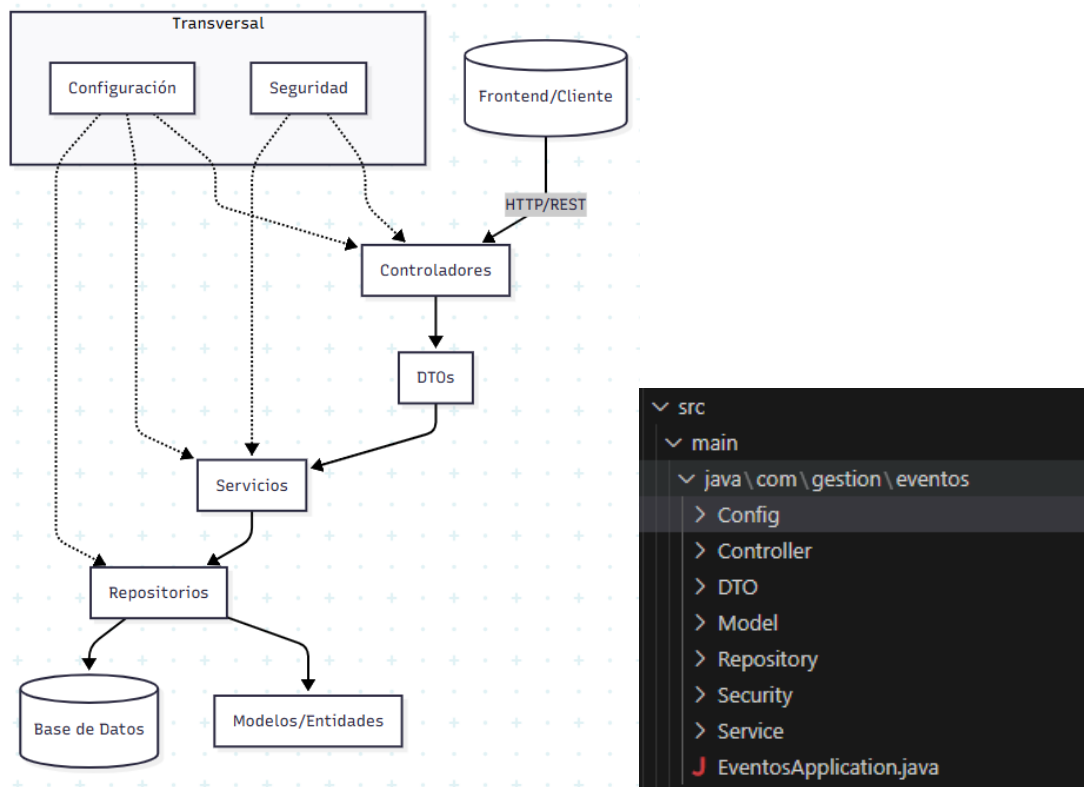 Transversal
Configuración
Seguridad
Frontend/Cliente
HTTP/REST
Controladores
DTOs
Servicios
Repositorios
Base de Datos
Modelos/Entidades
src
main
java\com\gestion\eventos
Config
Controller
DTO
Model
Repository
Security
Service
J EventosApplication.java